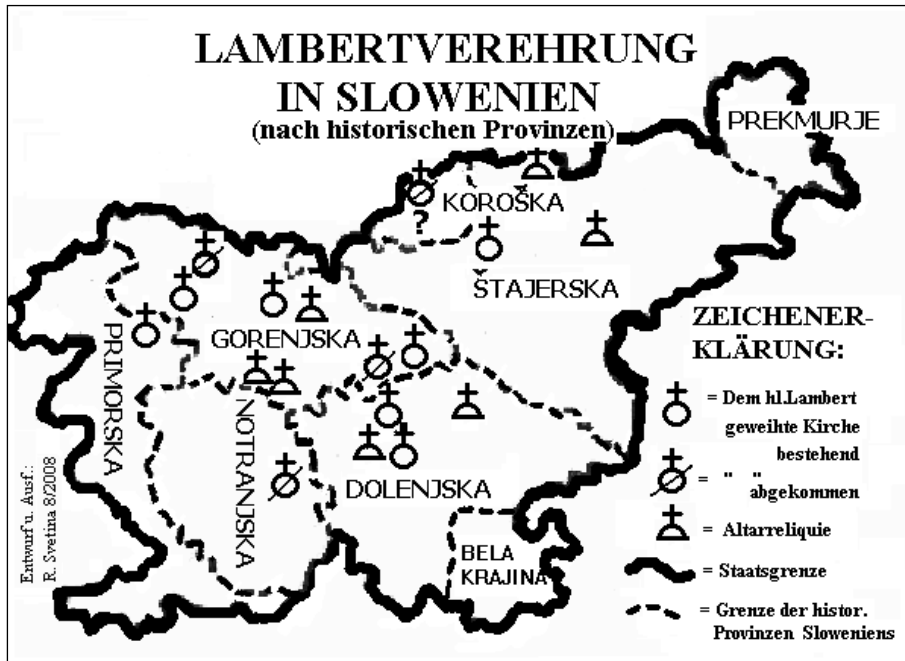 LAMBERTVEREHRUNG
IN SLOWENIEN
(nach historischen Provinzen)
PREKMURJE
KOROŠKA
?
ŠTAJERSKA
GORENJSKA
PRIMORSKA
NOTRANJSKA
DOLENJSKA
BELA
KRAJINA
ZEICHENER-
KLÄRUNG:
= Dem hl.Lambert
geweihte Kirche
bestehend
= " "
abgekommen
= Altarreliquie
= Staatsgrenze
= Grenze der histor.
Provinzen Sloweniens
Entwurf u. Ausf.:
R. Svetina 8/2008